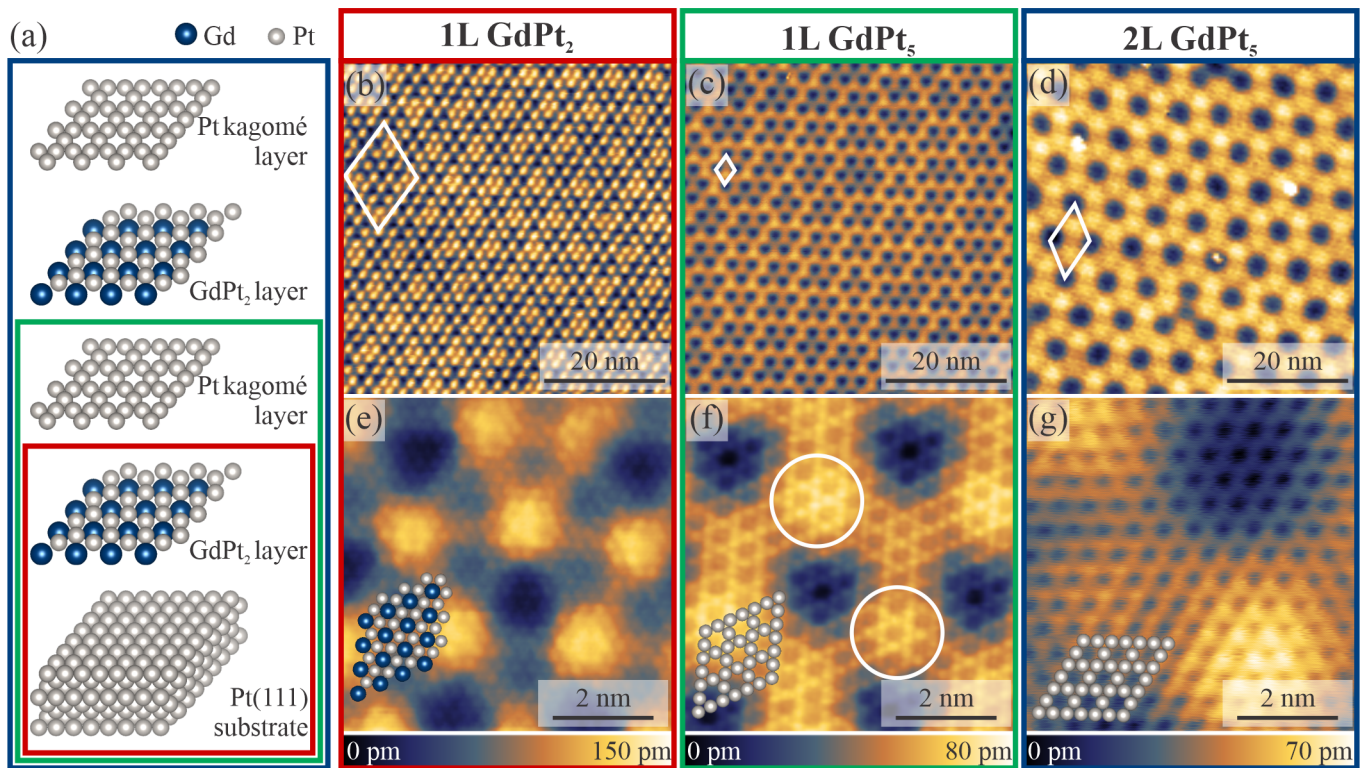 (a)
Gd Pt
Pt kagomé
layer
GdPt₂ layer
Pt kagomé
layer
GdPt₂ layer
Pt(111)
substrate
1L GdPt₂
(b)
20 nm
(e)
2 nm
0 pm 150 pm
1L GdPt₅
(c)
20 nm
(f)
2 nm
0 pm 80 pm
2L GdPt₅
(d)
20 nm
(g)
2 nm
0 pm 70 pm